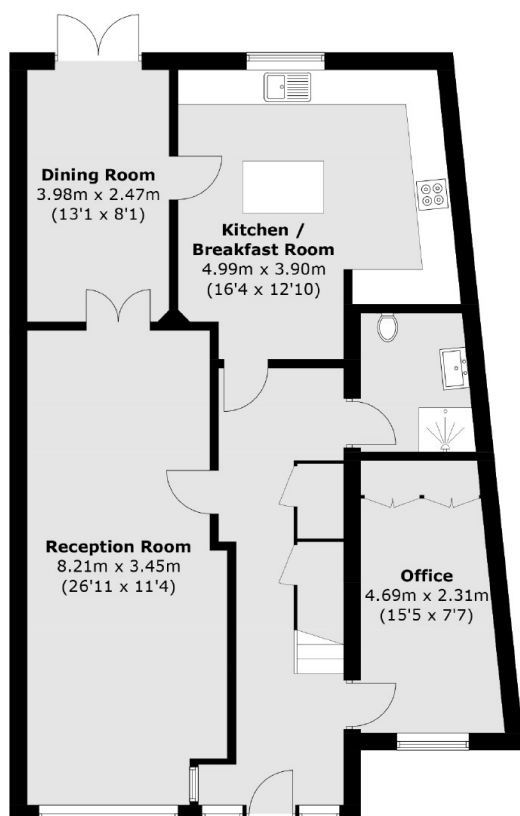 Dining Room
3.98m x 2.47m
(13'1 x 8'1)
Kitchen /
Breakfast Room
4.99m x 3.90m
(16'4 x 12'10)
Reception Room
8.21m x 3.45m
(26'11 x 11'4)
Office
4.69m x 2.31m
(15'5 x 7'7)